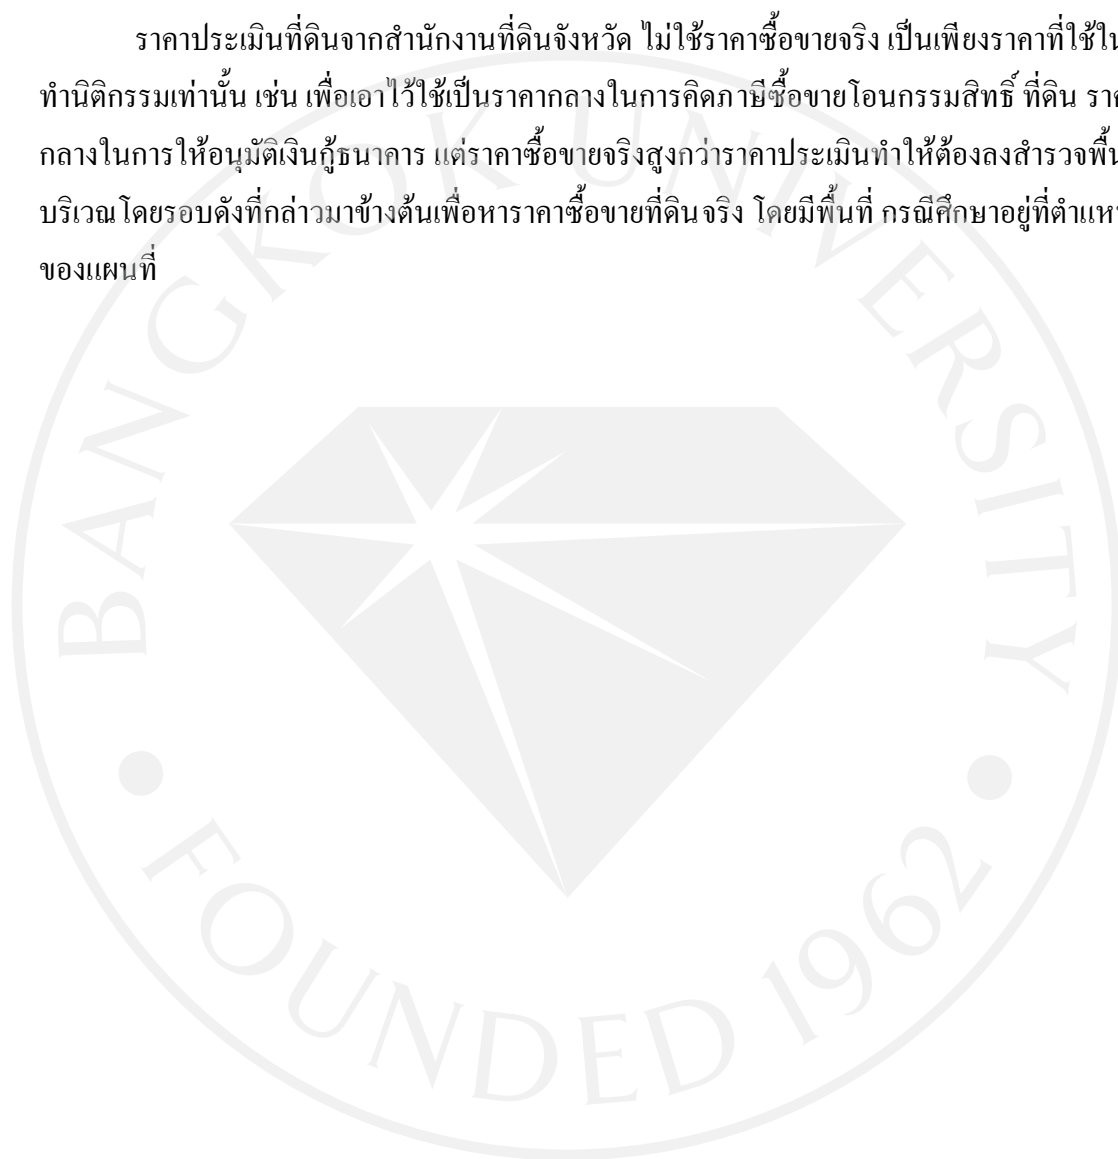 ราคาประเมินที่ดินจากสำนักงานที่ดินจังหวัด ไม่ใช้ราคาซื้อขายจริง เป็นเพียงราคาที่ใช้ใน
ทำนิติกรรมเท่านั้น เช่น เพื่อเอาไว้ใช้เป็นราคากลางในการคิดภาษีซื้อขายโอนกรรมสิทธิ์ ที่ดิน
กลางในการให้อนุมัติเงินกู้ธนาคาร แต่ราคาซื้อขายจริงสูงกว่าราคาประเมินทำให้ต้องลงสำรวจพื้น
บริเวณโดยรอบดังที่กล่าวมาข้างต้นเพื่อหาราคาซื้อขายที่ดินจริง โดยมีพื้นที่ กรณีศึกษาอยู่ที่
ของแผนที่
BANGKOK UNIVERSITY
FOUNDED 1962